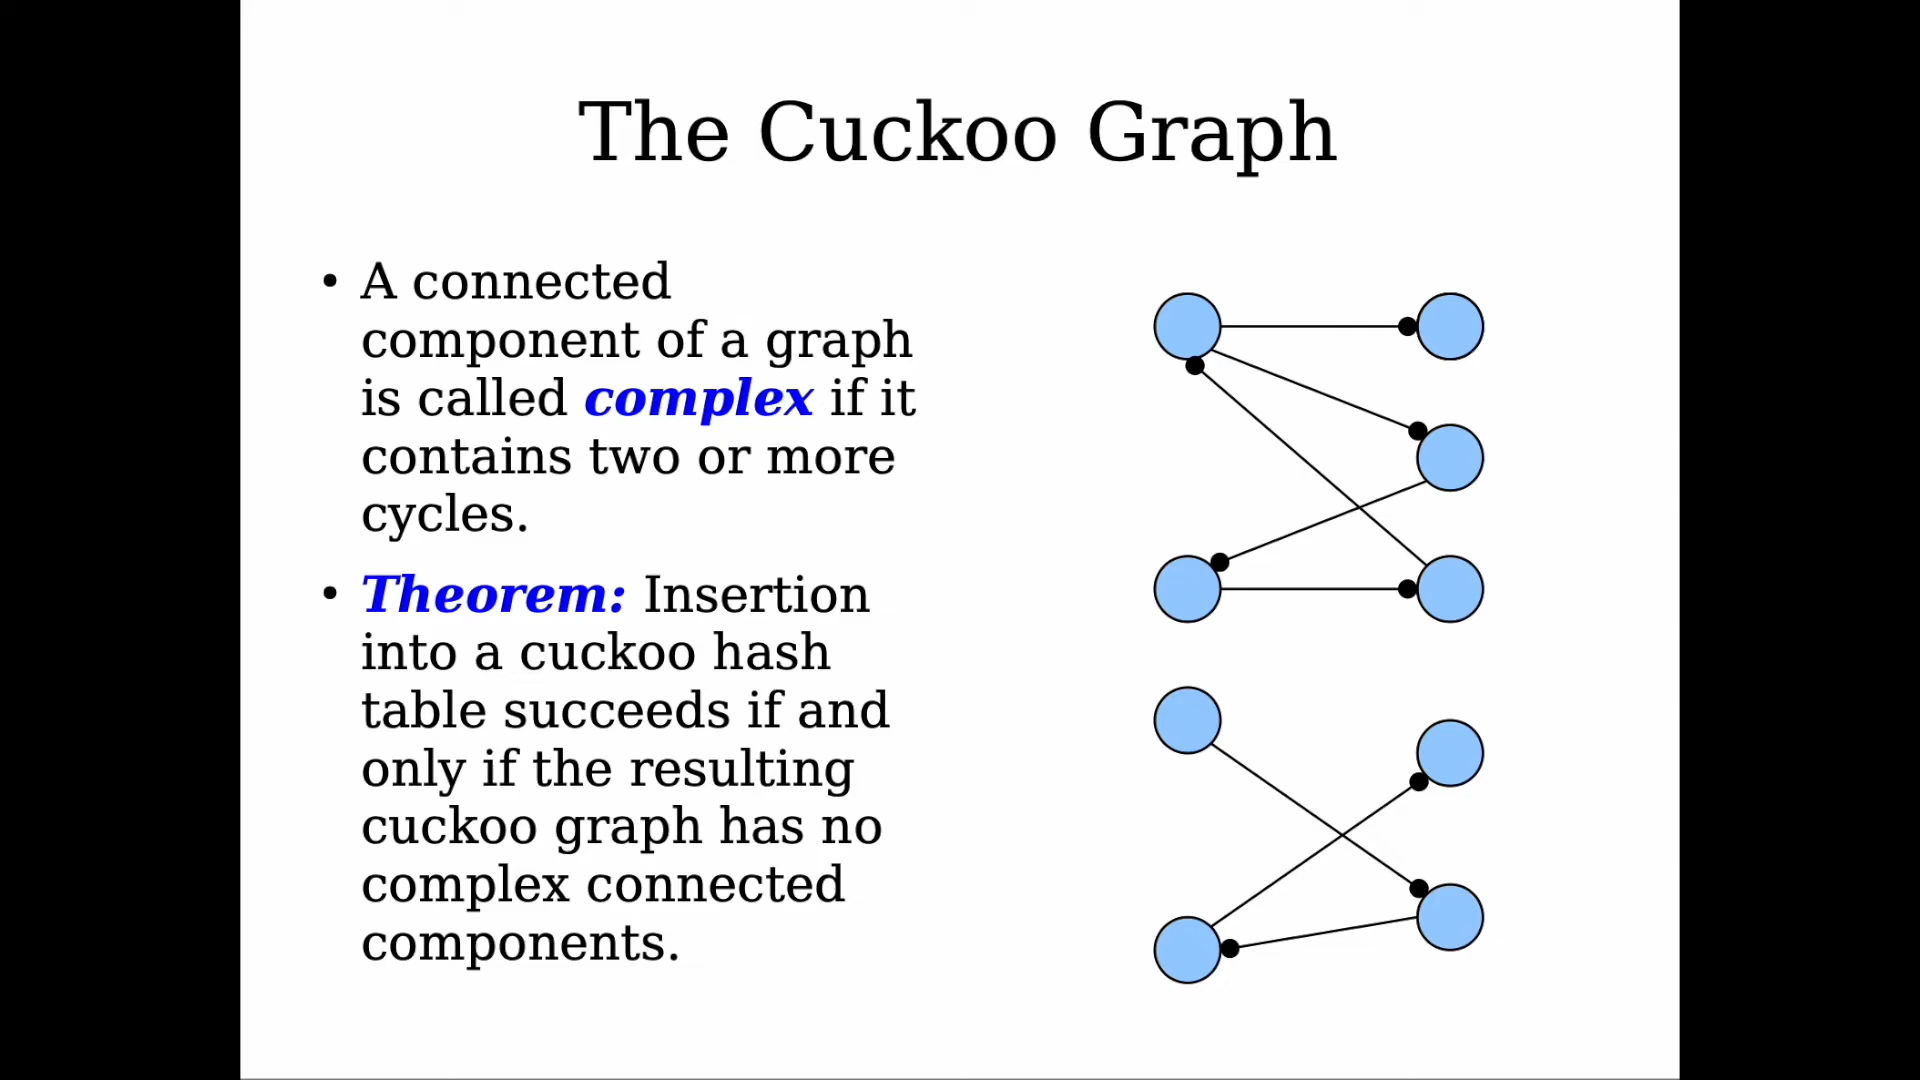 The Cuckoo Graph
• A connected
component of a graph
is called complex if it
contains two or more
cycles.
• Theorem: Insertion
into a cuckoo hash
table succeeds if and
only if the resulting
cuckoo graph has no
complex connected
components.